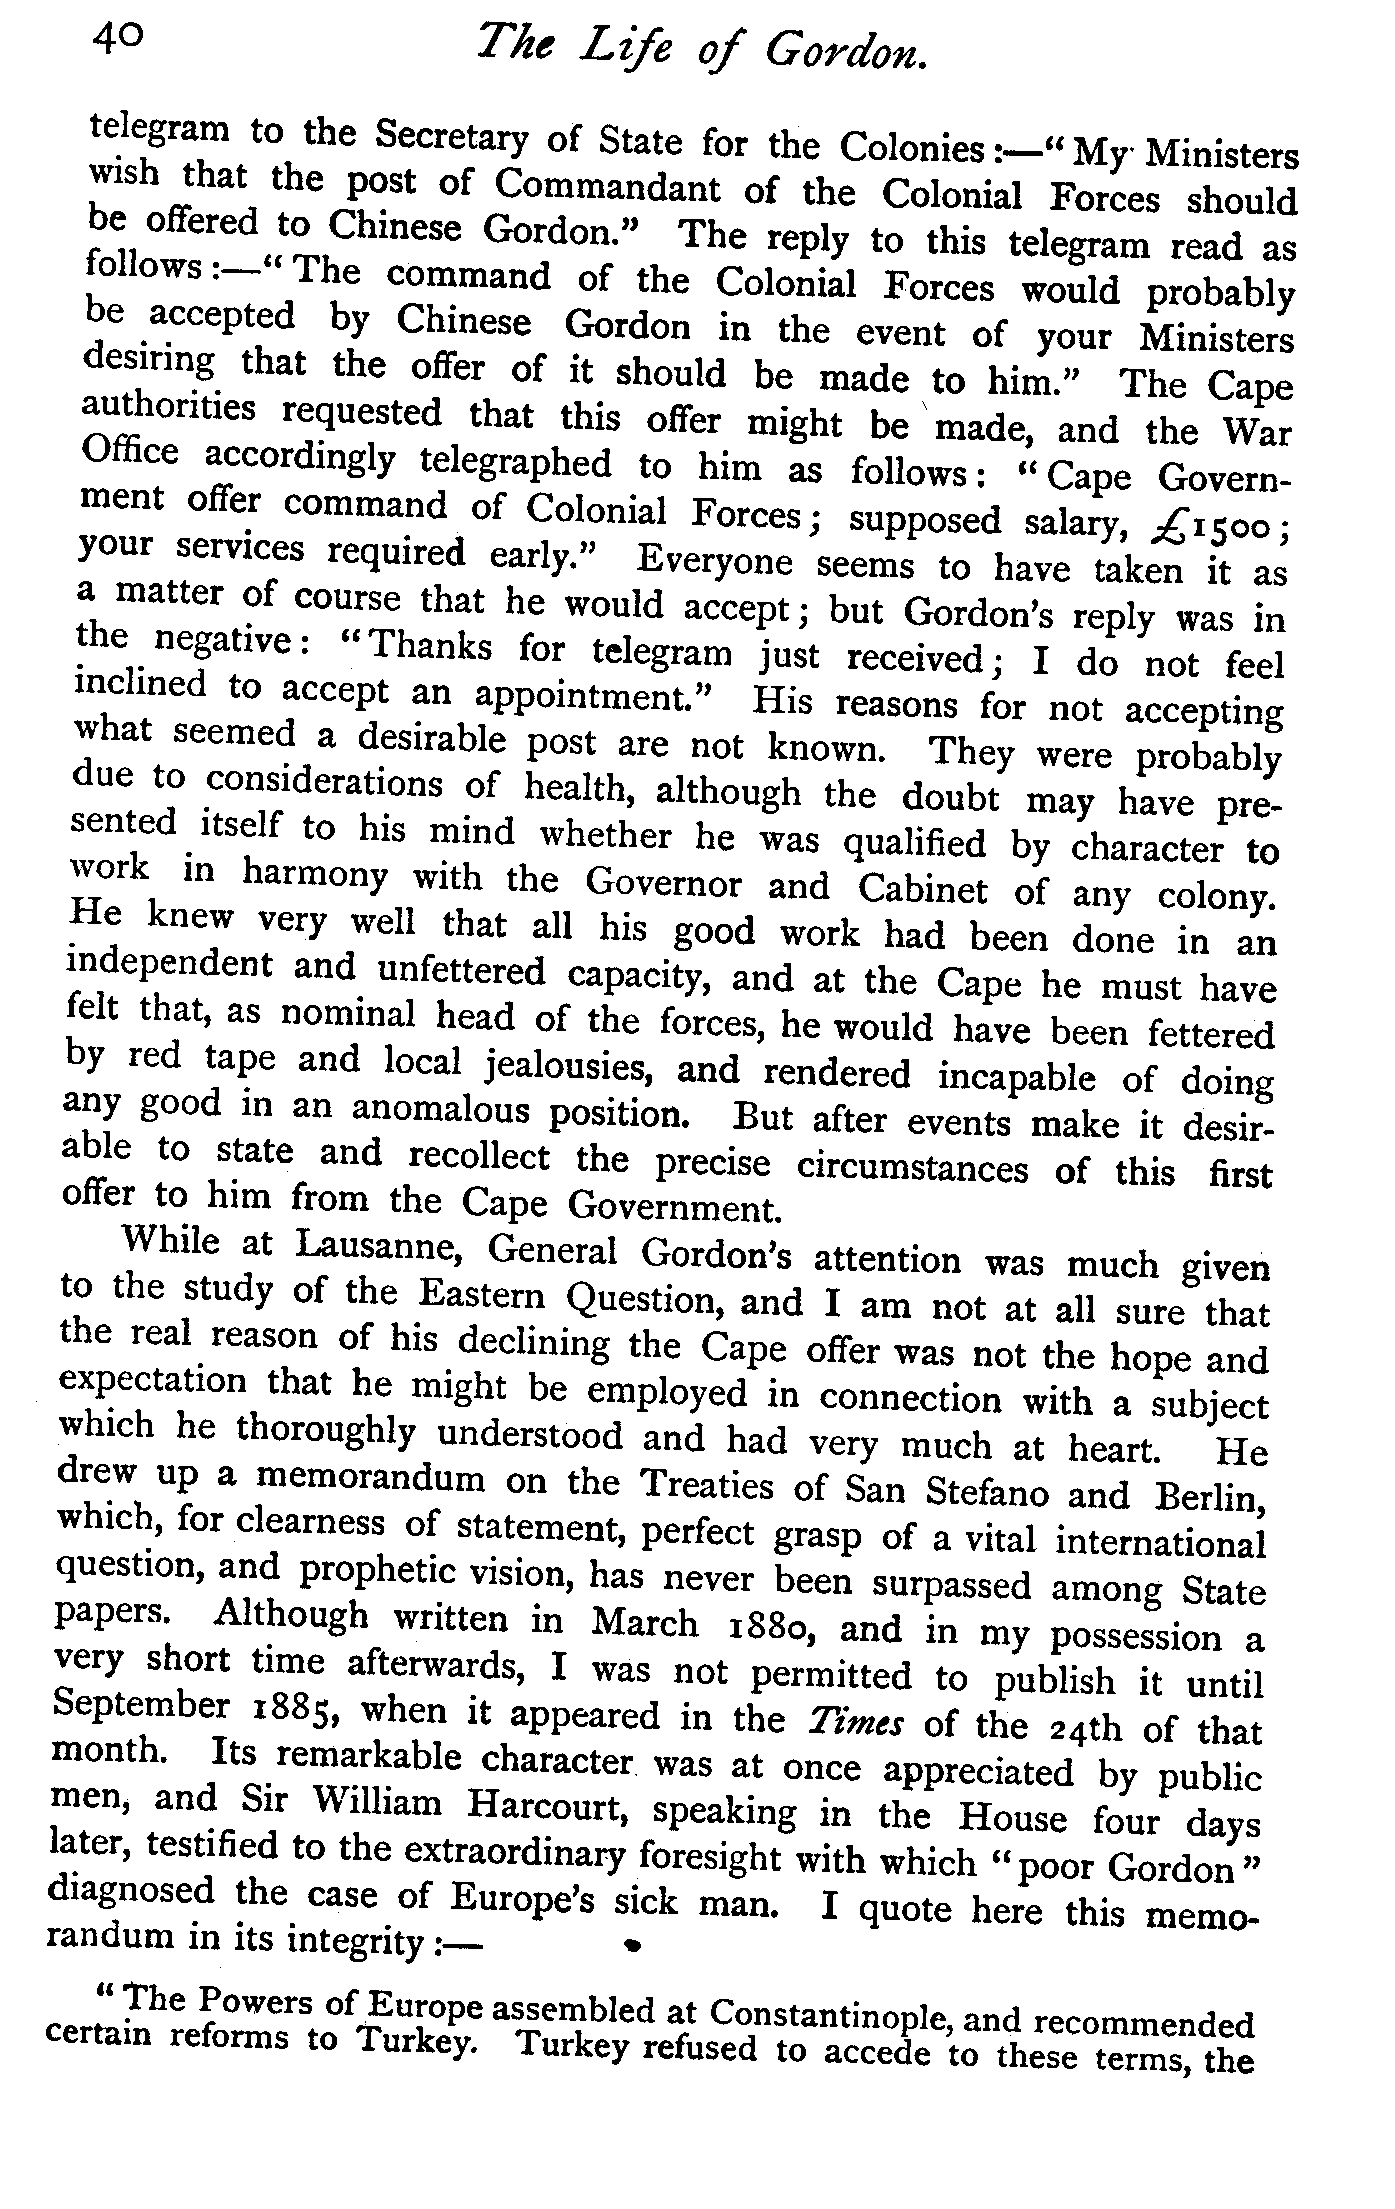 40 The Life of Gordon.
telegram to the Secretary of State for the Colonies:—“My Ministers
wish that the post of Commandant of the Colonial Forces should
be offered to Chinese Gordon.” The reply to this telegram read as
follows:—“The command of the Colonial Forces would probably
be accepted by Chinese Gordon in the event of your Ministers
desiring that the offer of it should be made to him.” The Cape
authorities requested that this offer might be made, and the War
Office accordingly telegraphed to him as follows: “Cape Govern-
ment offer command of Colonial Forces; supposed salary, £1500;
your services required early.” Everyone seems to have taken it as
a matter of course that he would accept; but Gordon’s reply was in
the negative: “Thanks for telegram just received; I do not feel
inclined to accept an appointment.” His reasons for not accepting
what seemed a desirable post are not known. They were probably
due to considerations of health, although the doubt may have pre-
sented itself to his mind whether he was qualified by character to
work in harmony with the Governor and Cabinet of any colony.
He knew very well that all his good work had been done in an
independent and unfettered capacity, and at the Cape he must have
felt that, as nominal head of the forces, he would have been fettered
by red tape and local jealousies, and rendered incapable of doing
any good in an anomalous position. But after events make it desir-
able to state and recollect the precise circumstances of this first
offer to him from the Cape Government.
While at Lausanne, General Gordon’s attention was much given
to the study of the Eastern Question, and I am not at all sure that
the real reason of his declining the Cape offer was not the hope and
expectation that he might be employed in connection with a subject
which he thoroughly understood and had very much at heart. He
drew up a memorandum on the Treaties of San Stefano and Berlin,
which, for clearness of statement, perfect grasp of a vital international
question, and prophetic vision, has never been surpassed among State
papers. Although written in March 1880, and in my possession a
very short time afterwards, I was not permitted to publish it until
September 1885, when it appeared in the Times of the 24th of that
month. Its remarkable character was at once appreciated by public
men, and Sir William Harcourt, speaking in the House four days
later, testified to the extraordinary foresight with which “poor Gordon”
diagnosed the case of Europe’s sick man. I quote here this memo-
randum in its integrity:—
“The Powers of Europe assembled at Constantinople, and recommended
certain reforms to Turkey. Turkey refused to accede to these terms, the